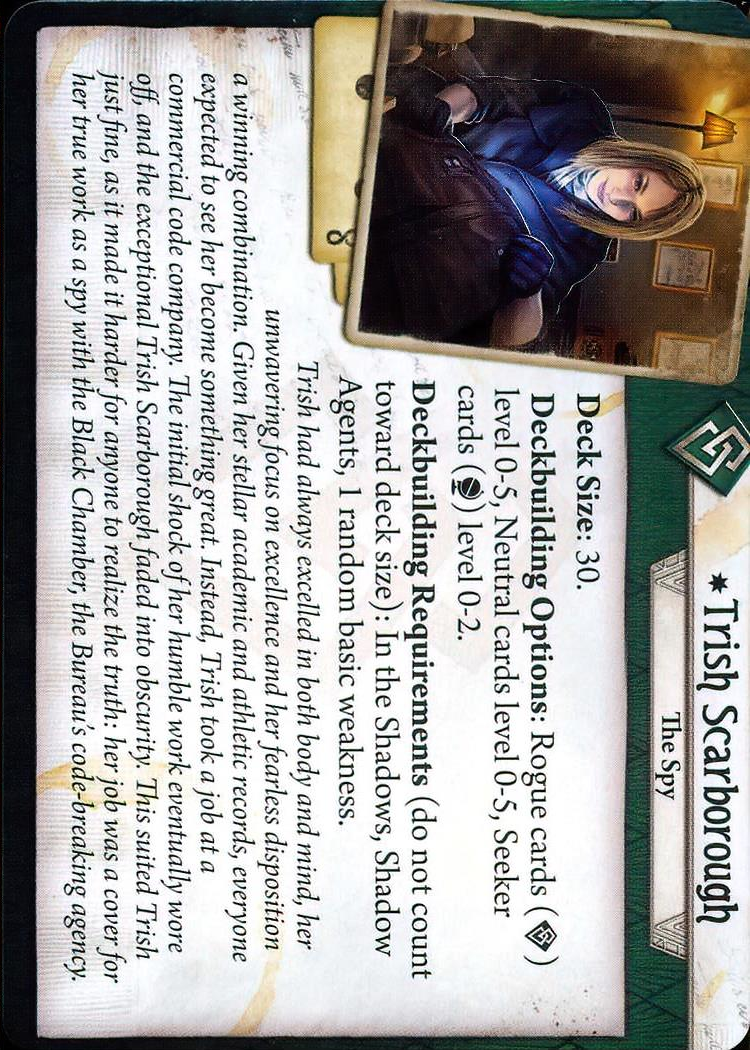 Trish Scarborough
The Spy
Deck Size: 30.
Deckbuilding Options: Rogue cards ( )
level 0-5, Neutral cards level 0-5, Seeker
cards ( ) level 0-2.
Deckbuilding Requirements (do not count
toward deck size): In the Shadows, Shadow
Agents, 1 random basic weakness.
Trish had always excelled in both body and mind, her
unwavering focus on excellence and her fearless disposition
a winning combination. Given her stellar academic and athletic records, everyone
expected to see her become something great. Instead, Trish took a job at a
commercial code company. The initial shock of her humble work eventually wore
off, and the exceptional Trish Scarborough faded into obscurity. This suited Trish
just fine, as it made it harder for anyone to realize the truth: her job was a cover for
her true work as a spy with the Black Chamber, the Bureau's code-breaking agency.